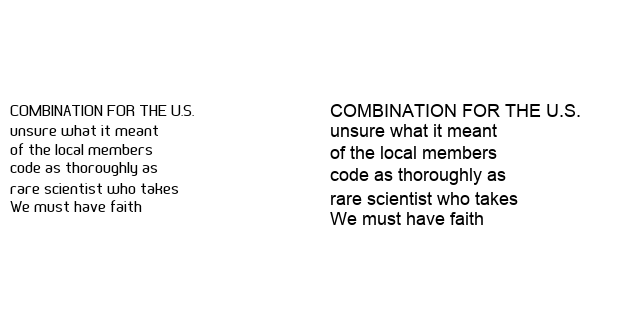 COMBINATION FOR THE U.S.
unsure what it meant
of the local members
code as thoroughly as
rare scientist who takes
We must have faith
COMBINATION FOR THE U.S.
unsure what it meant
of the local members
code as thoroughly as
rare scientist who takes
We must have faith